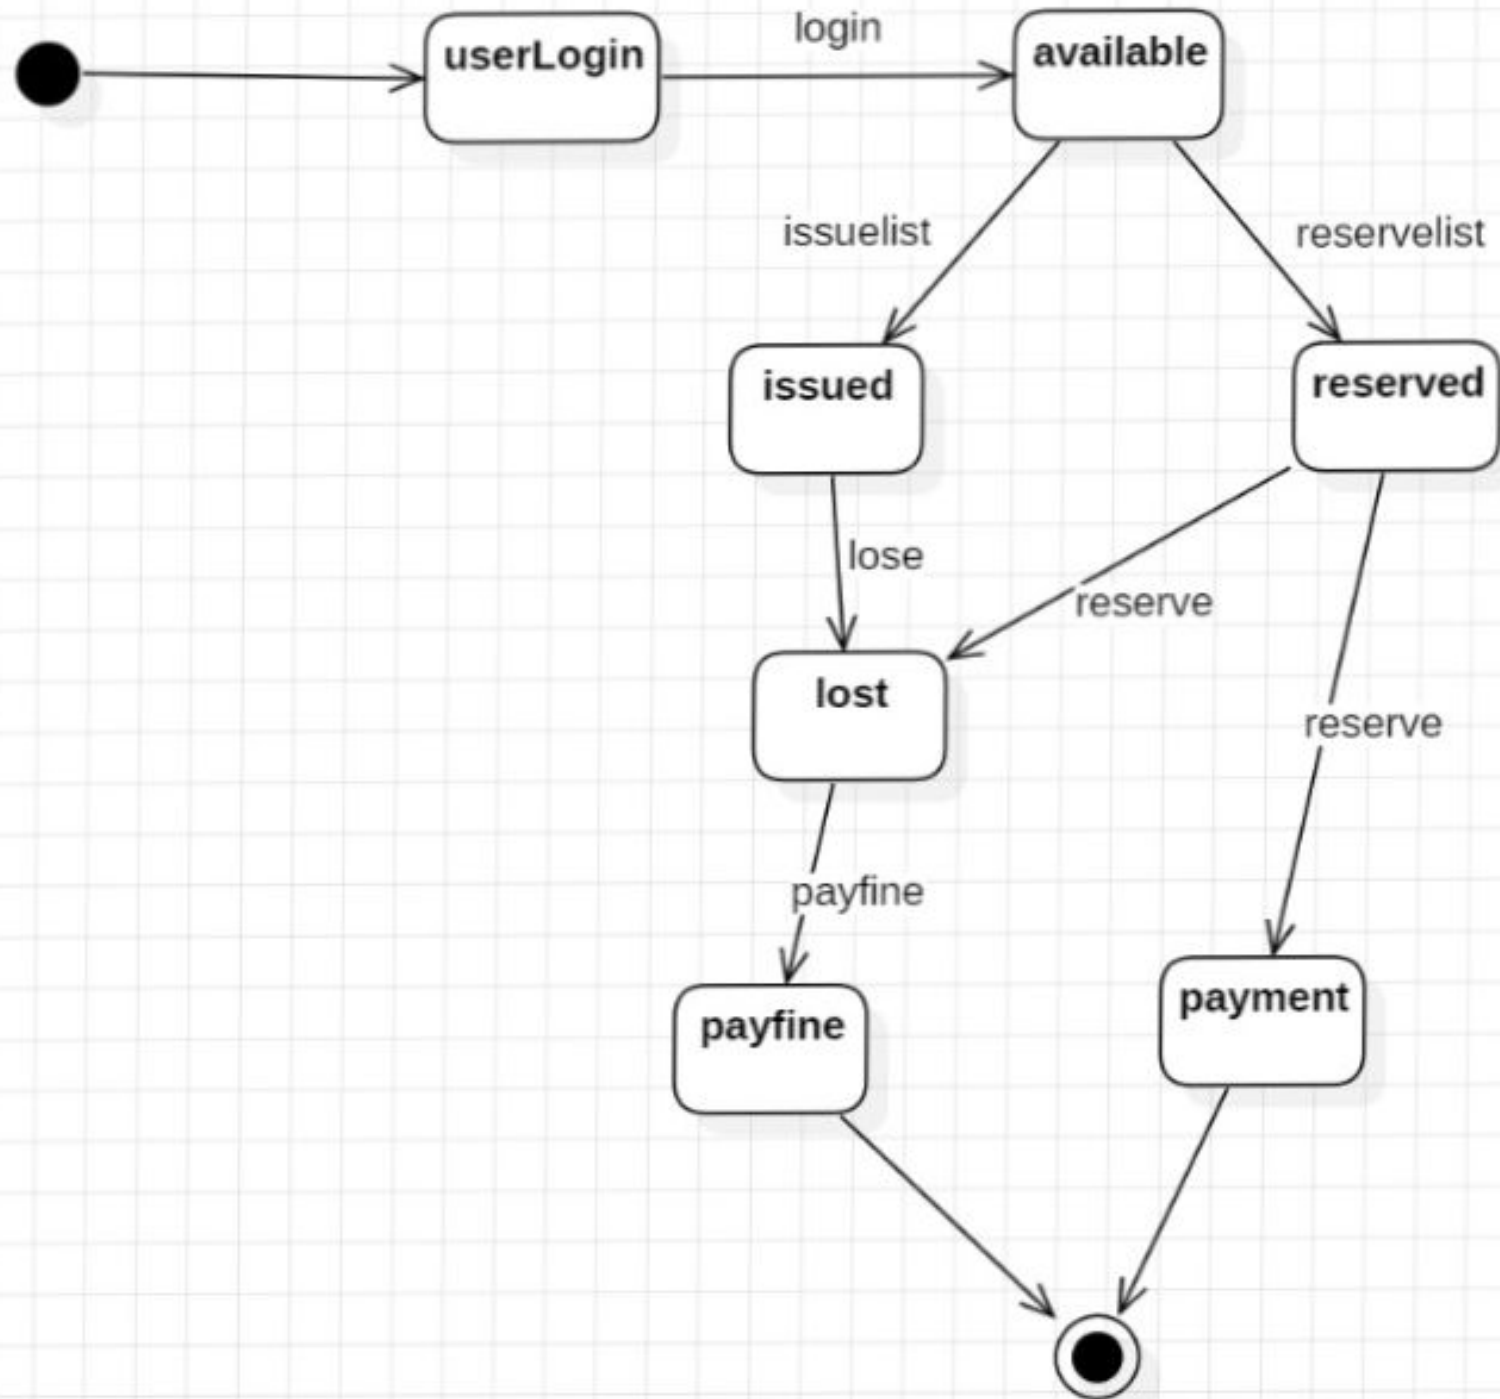 userLogin
login
available
issuelist
reservelist
issued
reserved
lose
reserve
lost
reserve
payfine
payfine
payment